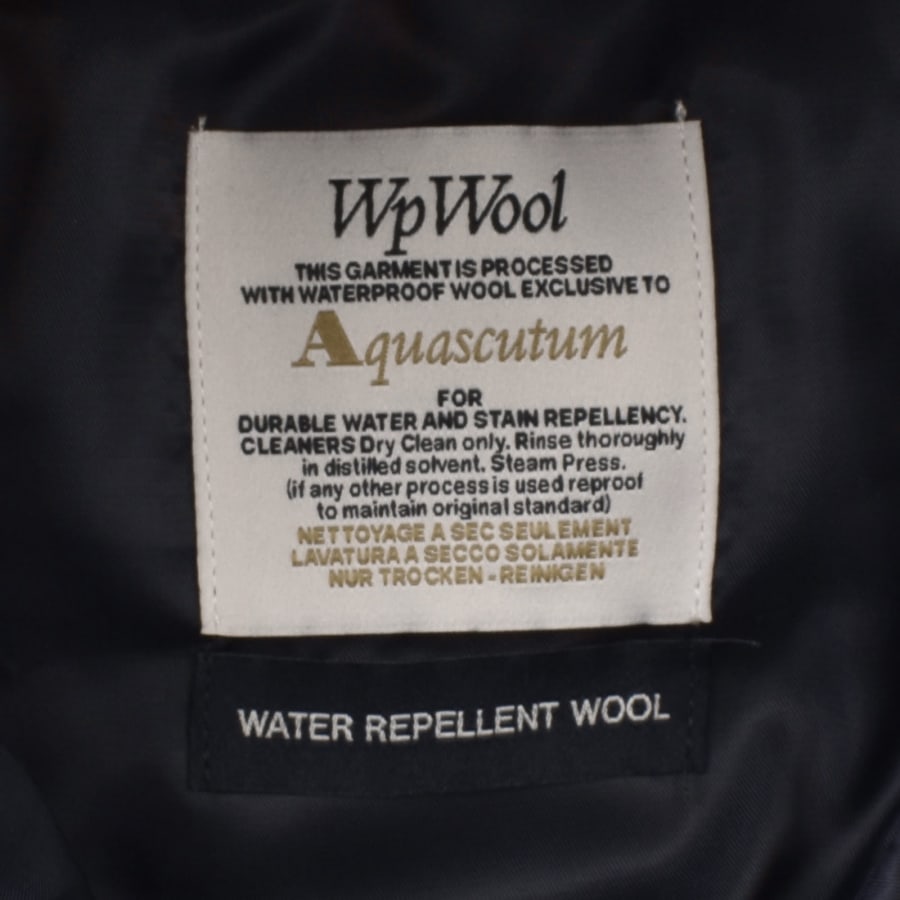 WpWool
THIS GARMENT IS PROCESSED
WITH WATERPROOF WOOL EXCLUSIVE TO
Aquascutum
FOR
DURABLE WATER AND STAIN REPELLENCY.
CLEANERS Dry Clean only. Rinse thoroughly
in distilled solvent. Steam Press.
(if any other process is used reproof
to maintain original standard)
NETTOYAGE A SEC SEULEMENT
LAVATURA A SECCO SOLAMENTE
NUR TROCKEN-REINIGEN
WATER REPELLENT WOOL